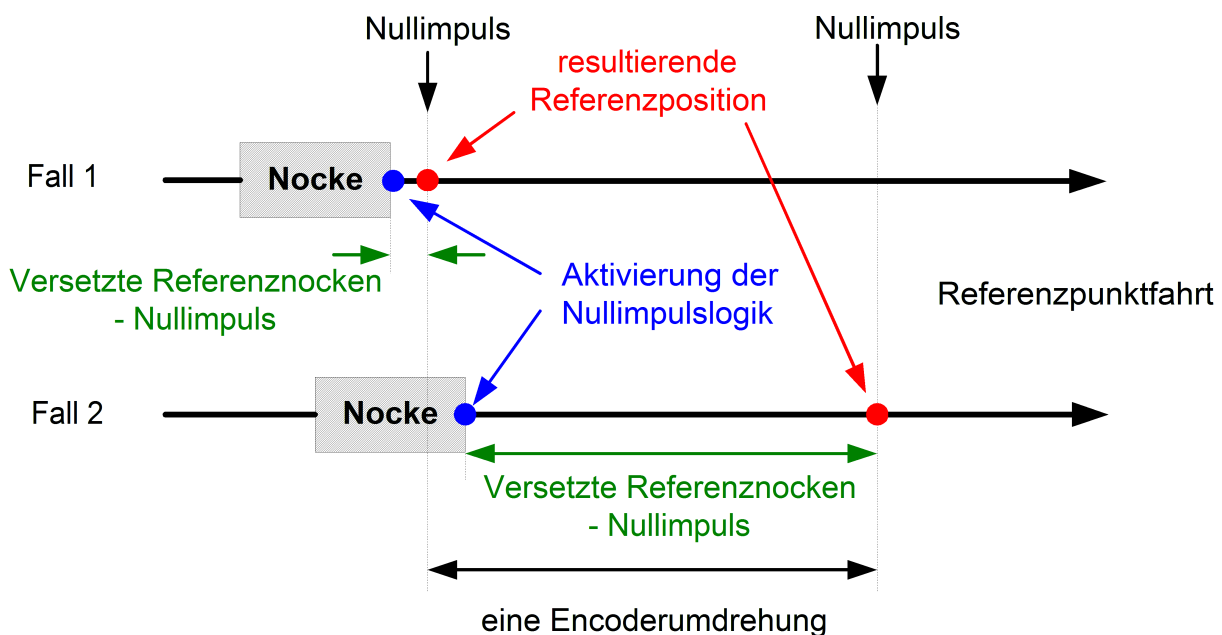 Nullimpuls
Nullimpuls
resultierende
Referenzposition
Fall 1
Nocke
Versetzte Referenznocken
- Nullimpuls
Aktivierung der
Nullimpulslogik
Referenzpunktfahrt
Fall 2
Nocke
Versetzte Referenznocken
- Nullimpuls
eine Encoderumdrehung